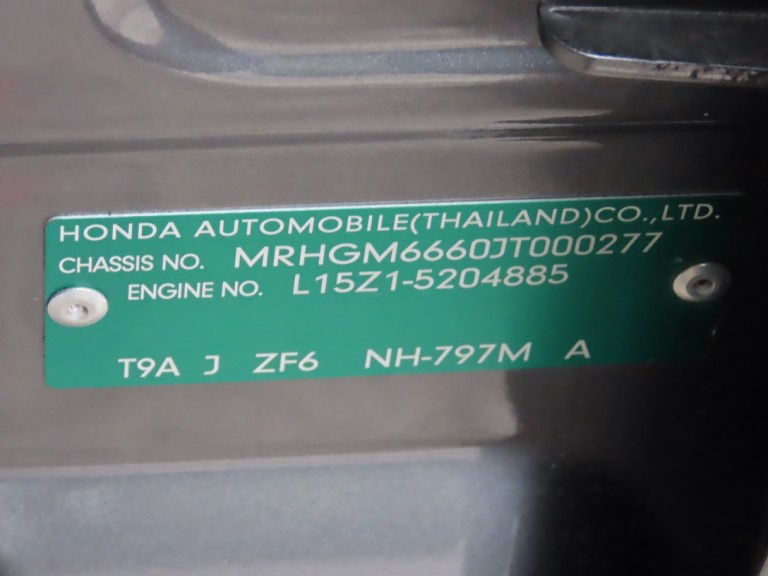 HONDA AUTOMOBILE(THAILAND)CO.,LTD.
CHASSIS NO. MRHGM6660JT000277
ENGINE NO. L15Z1-5204885
T9A J ZF6 NH-797M A